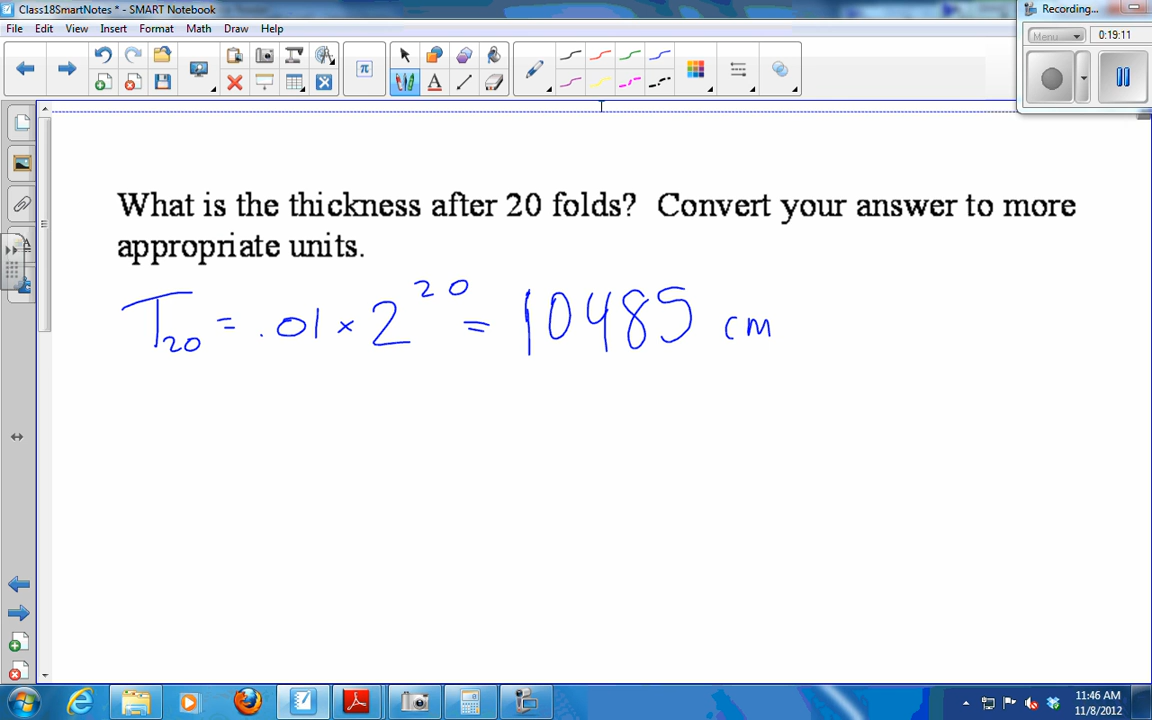 Class18SmartNotes * - SMART Notebook
Recording...
File Edit View Insert Format Math Draw Help
Menu
0:19:11
π
A
What is the thickness after 20 folds? Convert your answer to more
appropriate units.
T₂₀ = .01 × 2²⁰ = 10485 cm
11:46 AM
11/8/2012